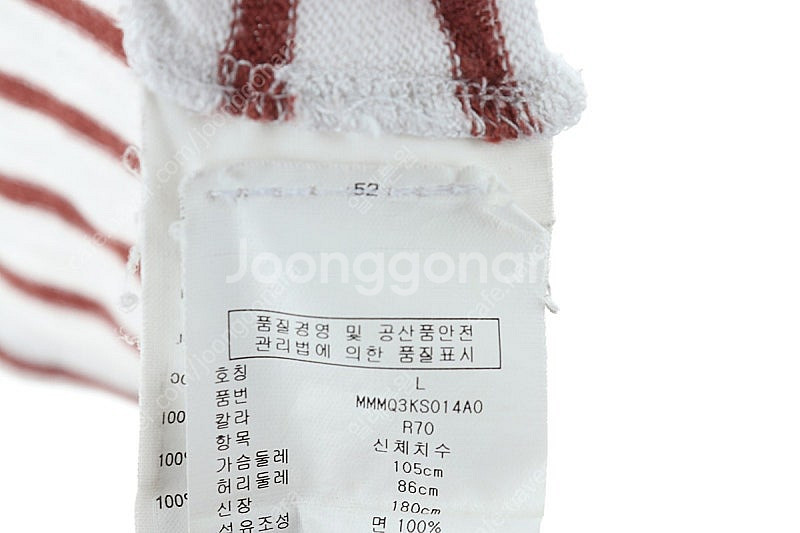 52
Joonggonar
품질경영 및 공산품안전
관리법에 의한 품질표시
호칭 L
품번 MMMQ3KS014A0
칼라 R70
항목 신체치수
가슴둘레 105cm
허리둘레 86cm
신장 180cm
섬유조성 면 100%
100
100%
100%